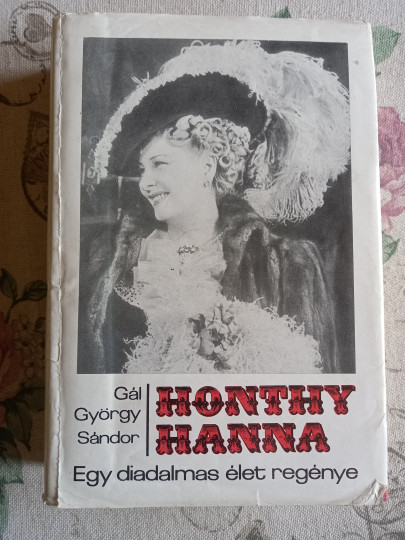 Gál
György
Sándor
HONTHY
HANNA
Egy diadalmas élet regénye